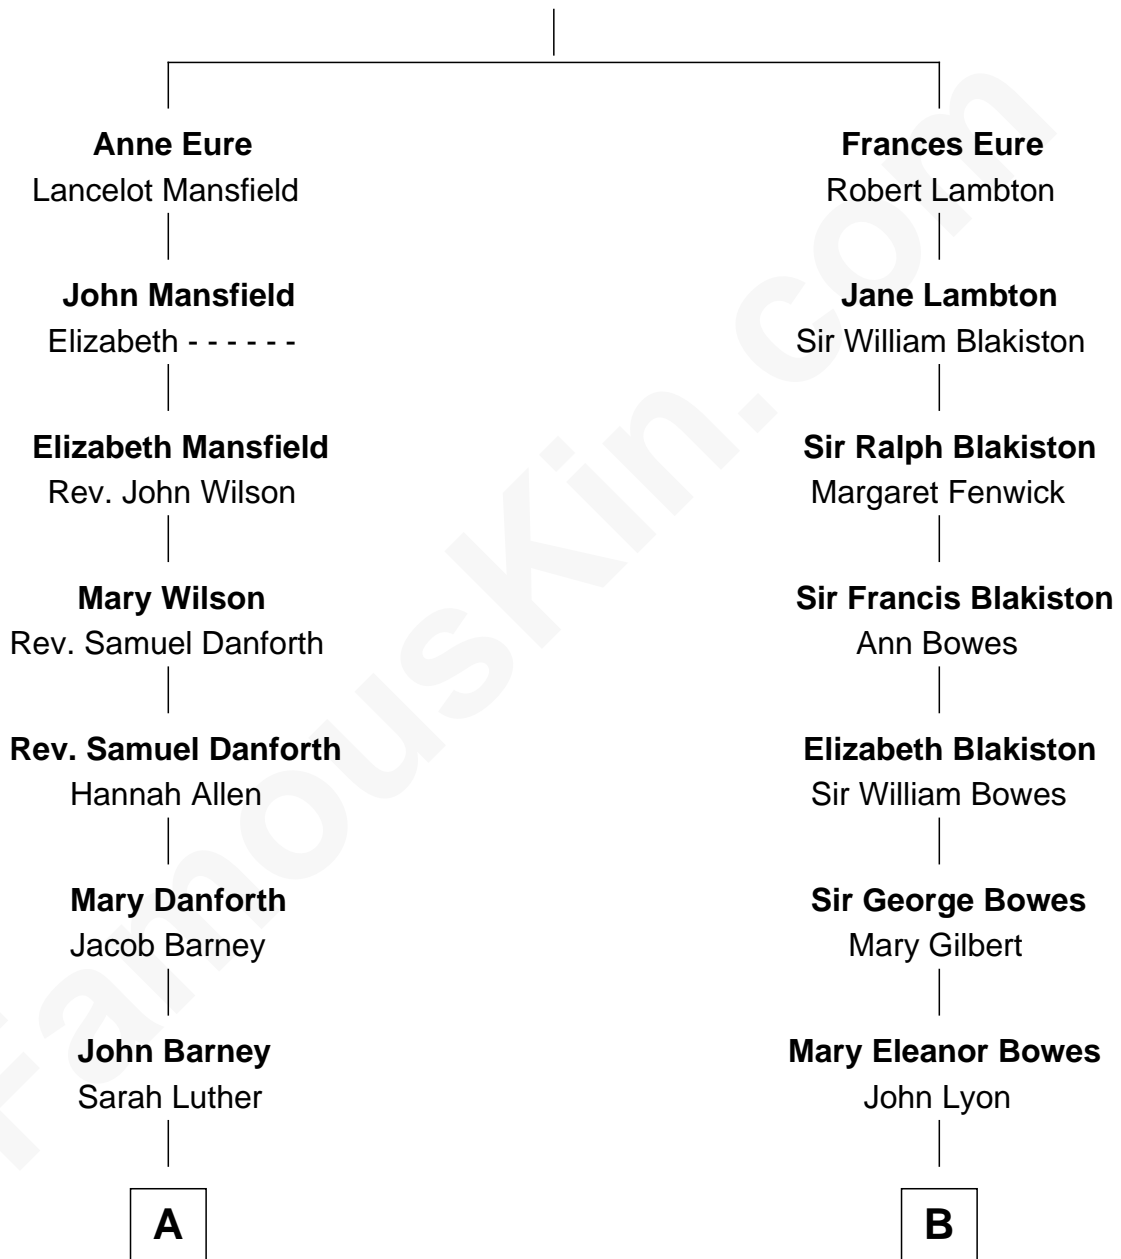 Anne Eure
Lancelot Mansfield
John Mansfield
Elizabeth - - - - - -
Elizabeth Mansfield
Rev. John Wilson
Mary Wilson
Rev. Samuel Danforth
Rev. Samuel Danforth
Hannah Allen
Mary Danforth
Jacob Barney
John Barney
Sarah Luther
A
Frances Eure
Robert Lambton
Jane Lambton
Sir William Blakiston
Sir Ralph Blakiston
Margaret Fenwick
Sir Francis Blakiston
Ann Bowes
Elizabeth Blakiston
Sir William Bowes
Sir George Bowes
Mary Gilbert
Mary Eleanor Bowes
John Lyon
B
FamousKin.com